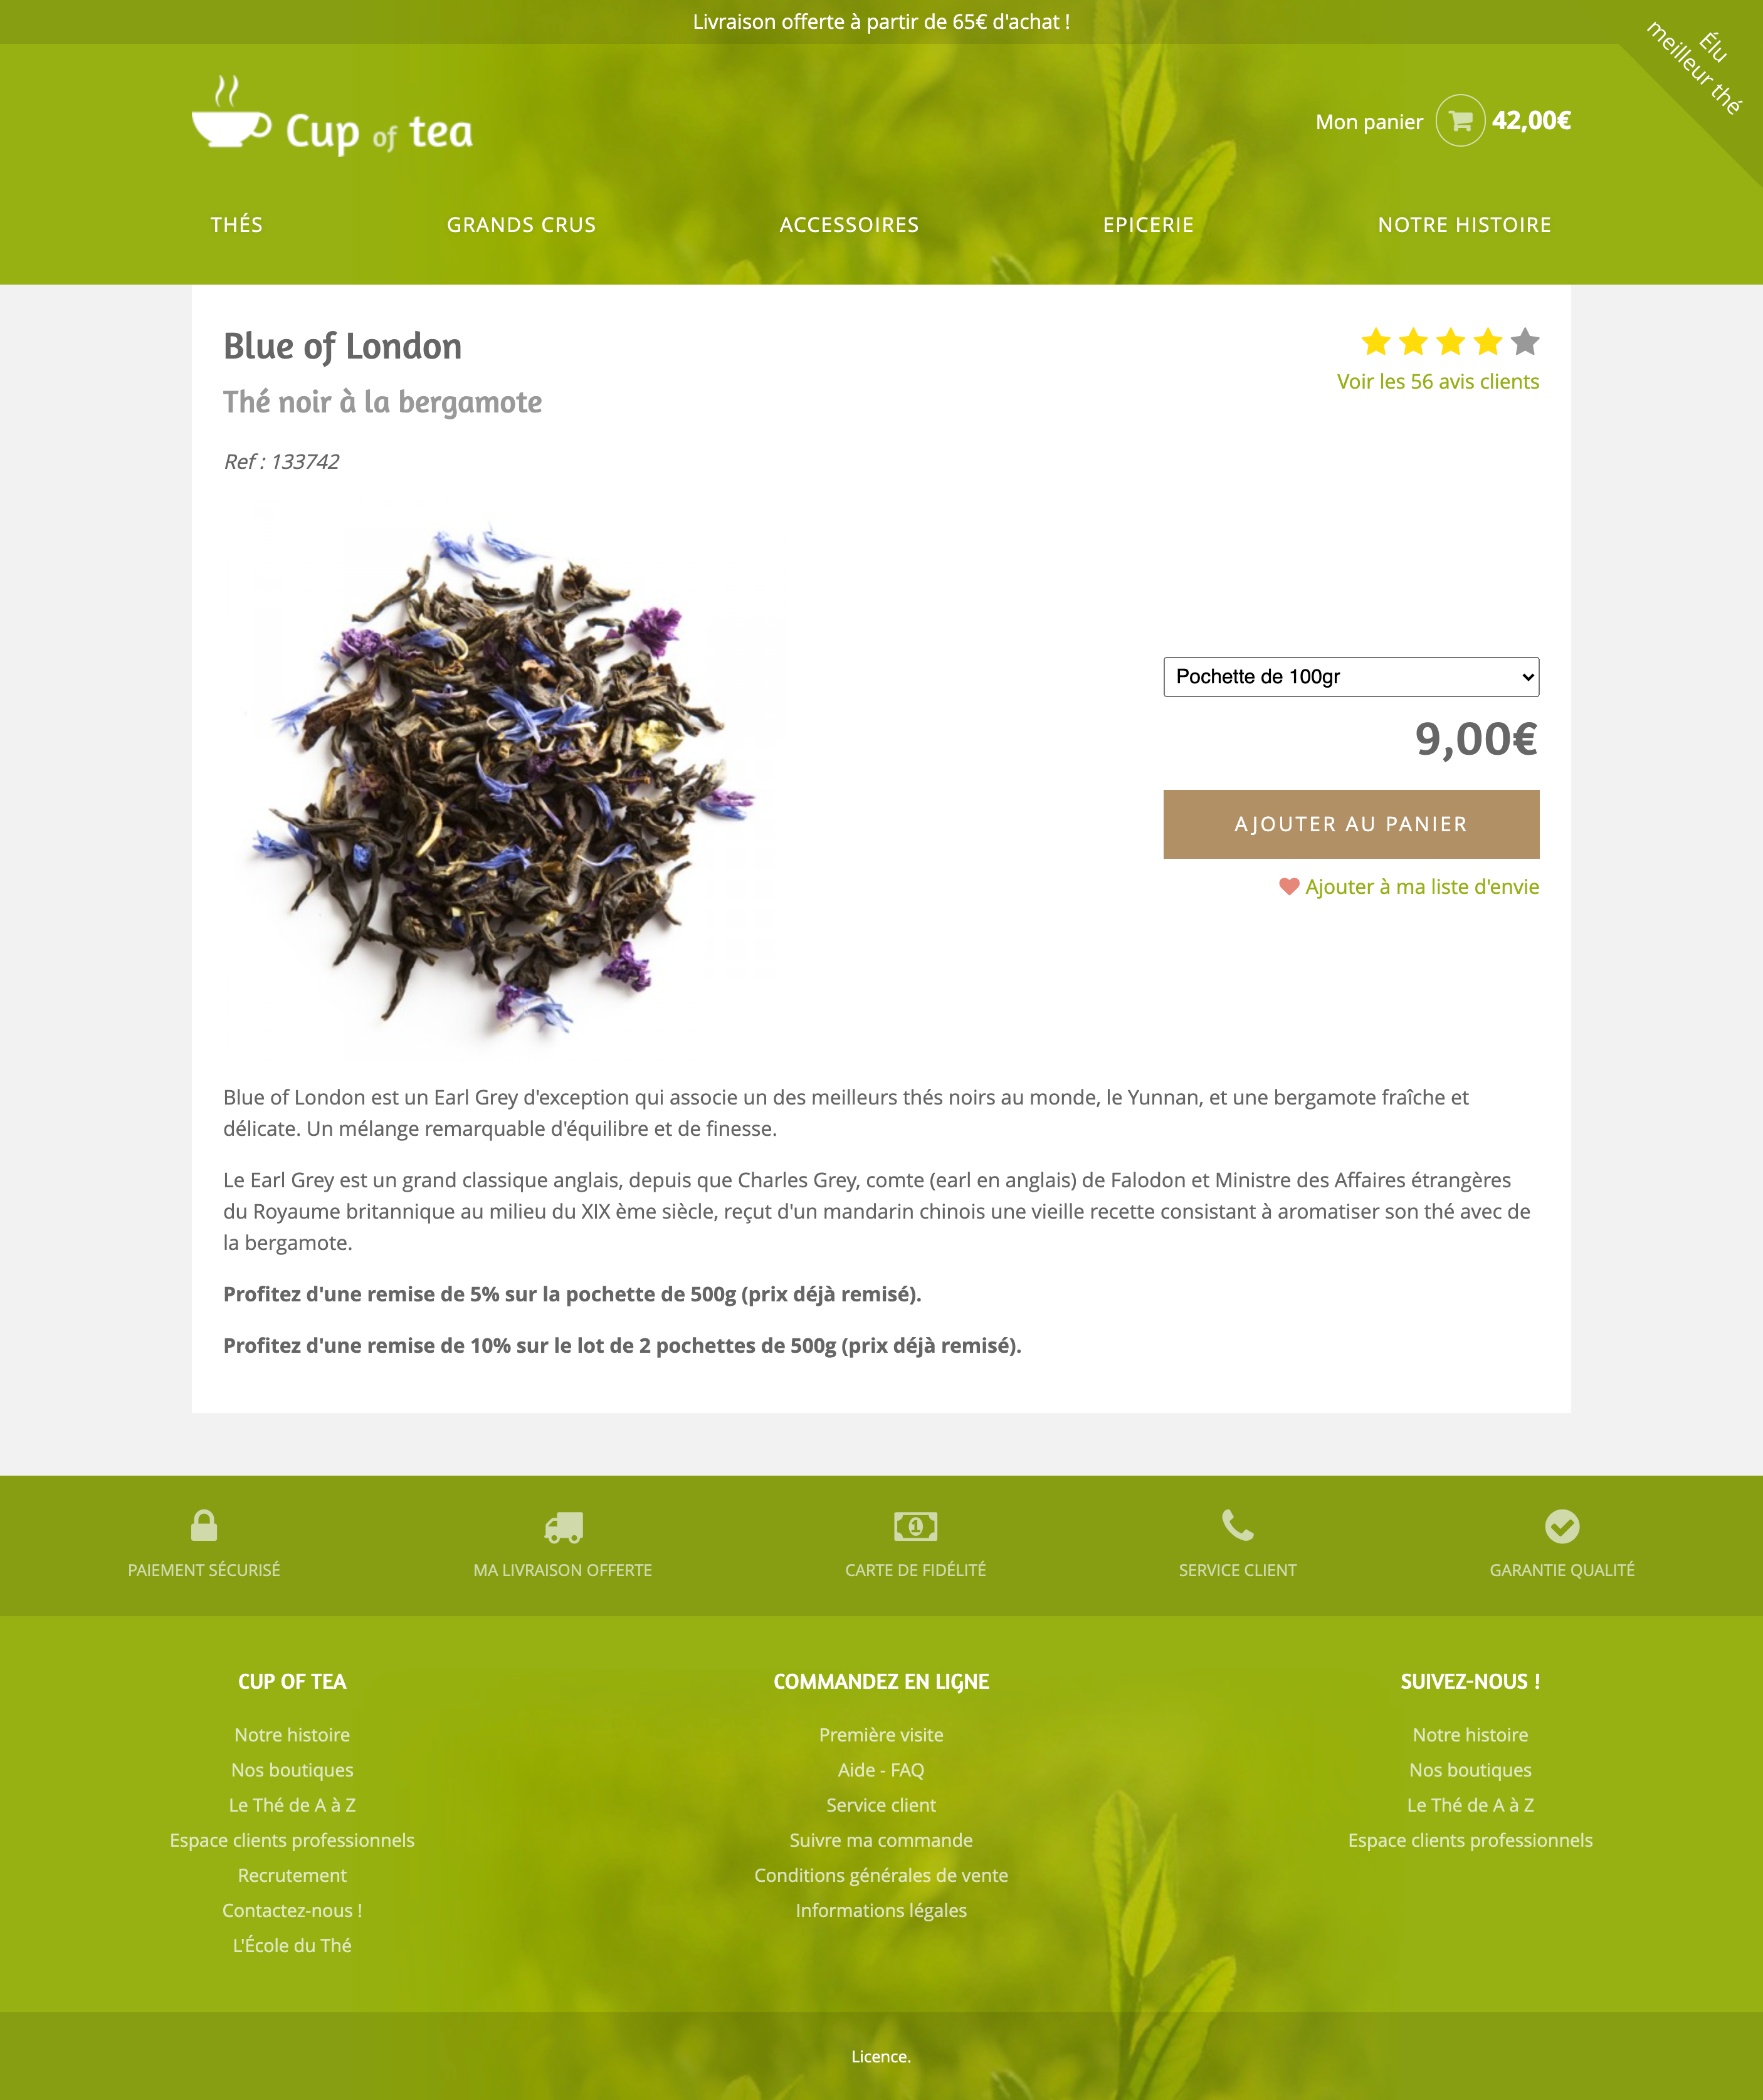 Livraison offerte à partir de 65€ d'achat !
Élu
meilleur thé
Cup of tea
Mon panier 42,00€
THÉS GRANDS CRUS ACCESSOIRES EPICERIE NOTRE HISTOIRE
Blue of London
Thé noir à la bergamote
Voir les 56 avis clients
Ref : 133742
Pochette de 100gr
9,00€
AJOUTER AU PANIER
Ajouter à ma liste d'envie
Blue of London est un Earl Grey d'exception qui associe un des meilleurs thés noirs au monde, le Yunnan, et une bergamote fraîche et
délicate. Un mélange remarquable d'équilibre et de finesse.
Le Earl Grey est un grand classique anglais, depuis que Charles Grey, comte (earl en anglais) de Falodon et Ministre des Affaires étrangères
du Royaume britannique au milieu du XIX ème siècle, reçut d'un mandarin chinois une vieille recette consistant à aromatiser son thé avec de
la bergamote.
Profitez d'une remise de 5% sur la pochette de 500g (prix déjà remisé).
Profitez d'une remise de 10% sur le lot de 2 pochettes de 500g (prix déjà remisé).
1
PAIEMENT SÉCURISÉ MA LIVRAISON OFFERTE CARTE DE FIDÉLITÉ SERVICE CLIENT GARANTIE QUALITÉ
CUP OF TEA
Notre histoire
Nos boutiques
Le Thé de A à Z
Espace clients professionnels
Recrutement
Contactez-nous !
L'École du Thé
COMMANDEZ EN LIGNE
Première visite
Aide - FAQ
Service client
Suivre ma commande
Conditions générales de vente
Informations légales
SUIVEZ-NOUS !
Notre histoire
Nos boutiques
Le Thé de A à Z
Espace clients professionnels
Licence.